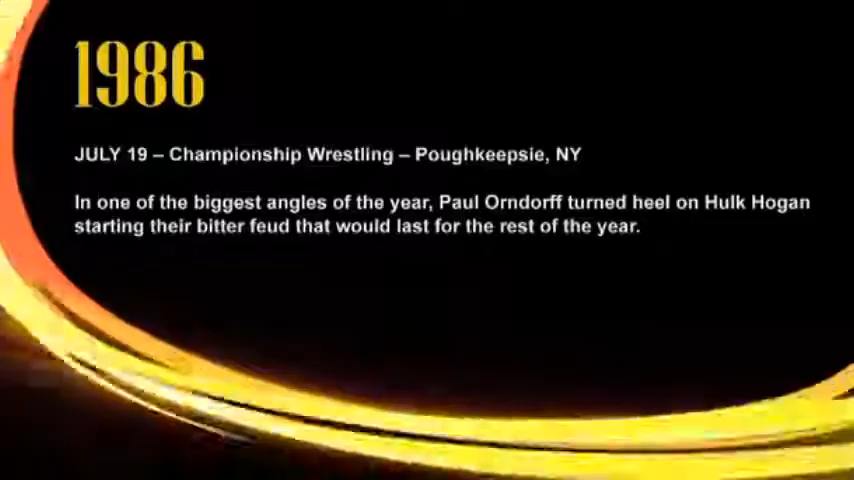 1986
JULY 19 – Championship Wrestling – Poughkeepsie, NY
In one of the biggest angles of the year, Paul Orndorff turned heel on Hulk Hogan
starting their bitter feud that would last for the rest of the year.